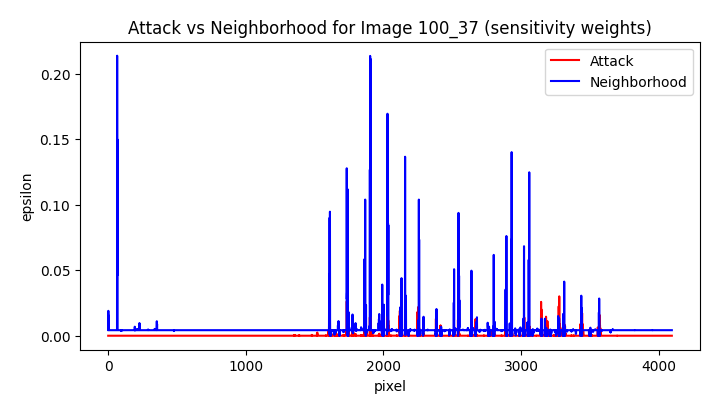 Attack vs Neighborhood for Image 100_37 (sensitivity weights)
Attack
Neighborhood
epsilon
0.20
0.15
0.10
0.05
0.00
0 1000 2000 3000 4000
pixel